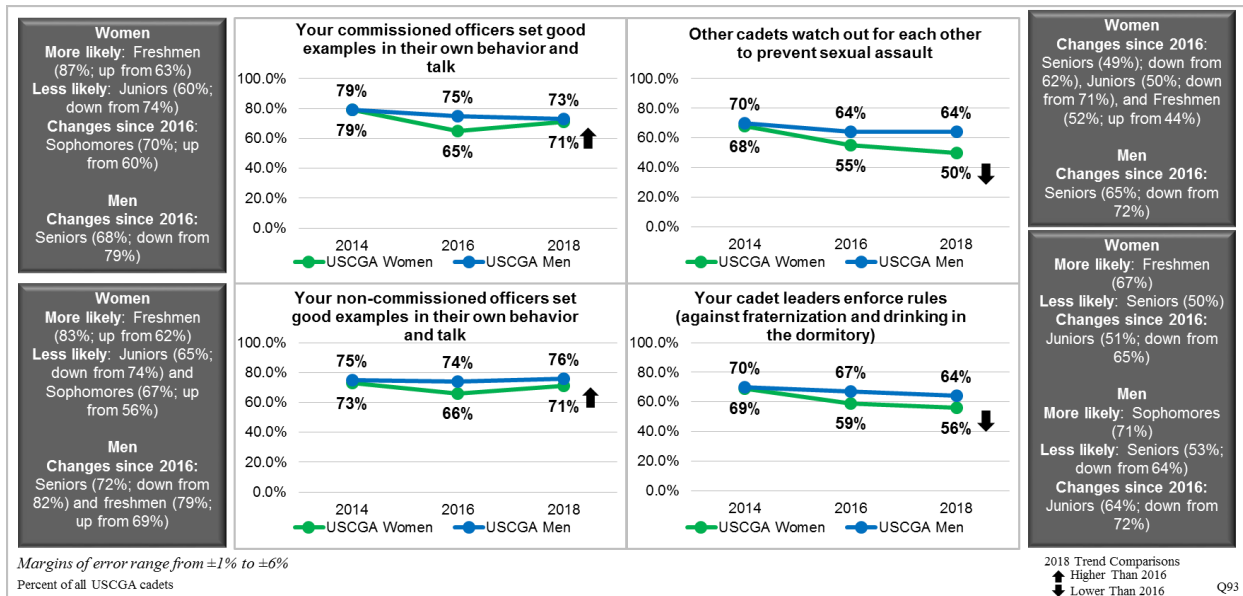 Women
More likely: Freshmen
(87%; up from 63%)
Less likely: Juniors (60%;
down from 74%)
Changes since 2016:
Sophomores (70%; up
from 60%)
Men
Changes since 2016:
Seniors (68%; down from
79%)
Your commissioned officers set good
examples in their own behavior and
talk
100.0%
80.0%
60.0%
40.0%
20.0%
0.0%
79%
75%
73%
79%
65%
71%
2014
2016
2018
USCGA Women
USCGA Men
Other cadets watch out for each other
to prevent sexual assault
100.0%
80.0%
60.0%
40.0%
20.0%
0.0%
70%
64%
64%
68%
55%
50%
2014
2016
2018
USCGA Women
USCGA Men
Women
Changes since 2016:
Seniors (49%; down from
62%), Juniors (50%; down
from 71%), and Freshmen
(52%; up from 44%)
Men
Changes since 2016:
Seniors (65%; down from
72%)
Women
More likely: Freshmen
(83%; up from 62%)
Less likely: Juniors (65%;
down from 74%) and
Sophomores (67%; up
from 56%)
Men
Changes since 2016:
Seniors (72%; down from
82%) and freshmen (79%;
up from 69%)
Your non-commissioned officers set
good examples in their own behavior
and talk
100.0%
80.0%
60.0%
40.0%
20.0%
0.0%
75%
74%
76%
73%
66%
71%
2014
2016
2018
USCGA Women
USCGA Men
Your cadet leaders enforce rules
(against fraternization and drinking in
the dormitory)
100.0%
80.0%
60.0%
40.0%
20.0%
0.0%
70%
67%
64%
69%
59%
56%
2014
2016
2018
USCGA Women
USCGA Men
Women
More likely: Freshmen
(67%)
Less likely: Seniors (50%)
Changes since 2016:
Juniors (51%; down from
65%)
Men
More likely: Sophomores
(71%)
Less likely: Seniors (53%;
down from 64%)
Changes since 2016:
Juniors (64%; down from
72%)
Margins of error range from ±1% to ±6%
Percent of all USCGA cadets
2018 Trend Comparisons
Higher Than 2016
Lower Than 2016
Q93